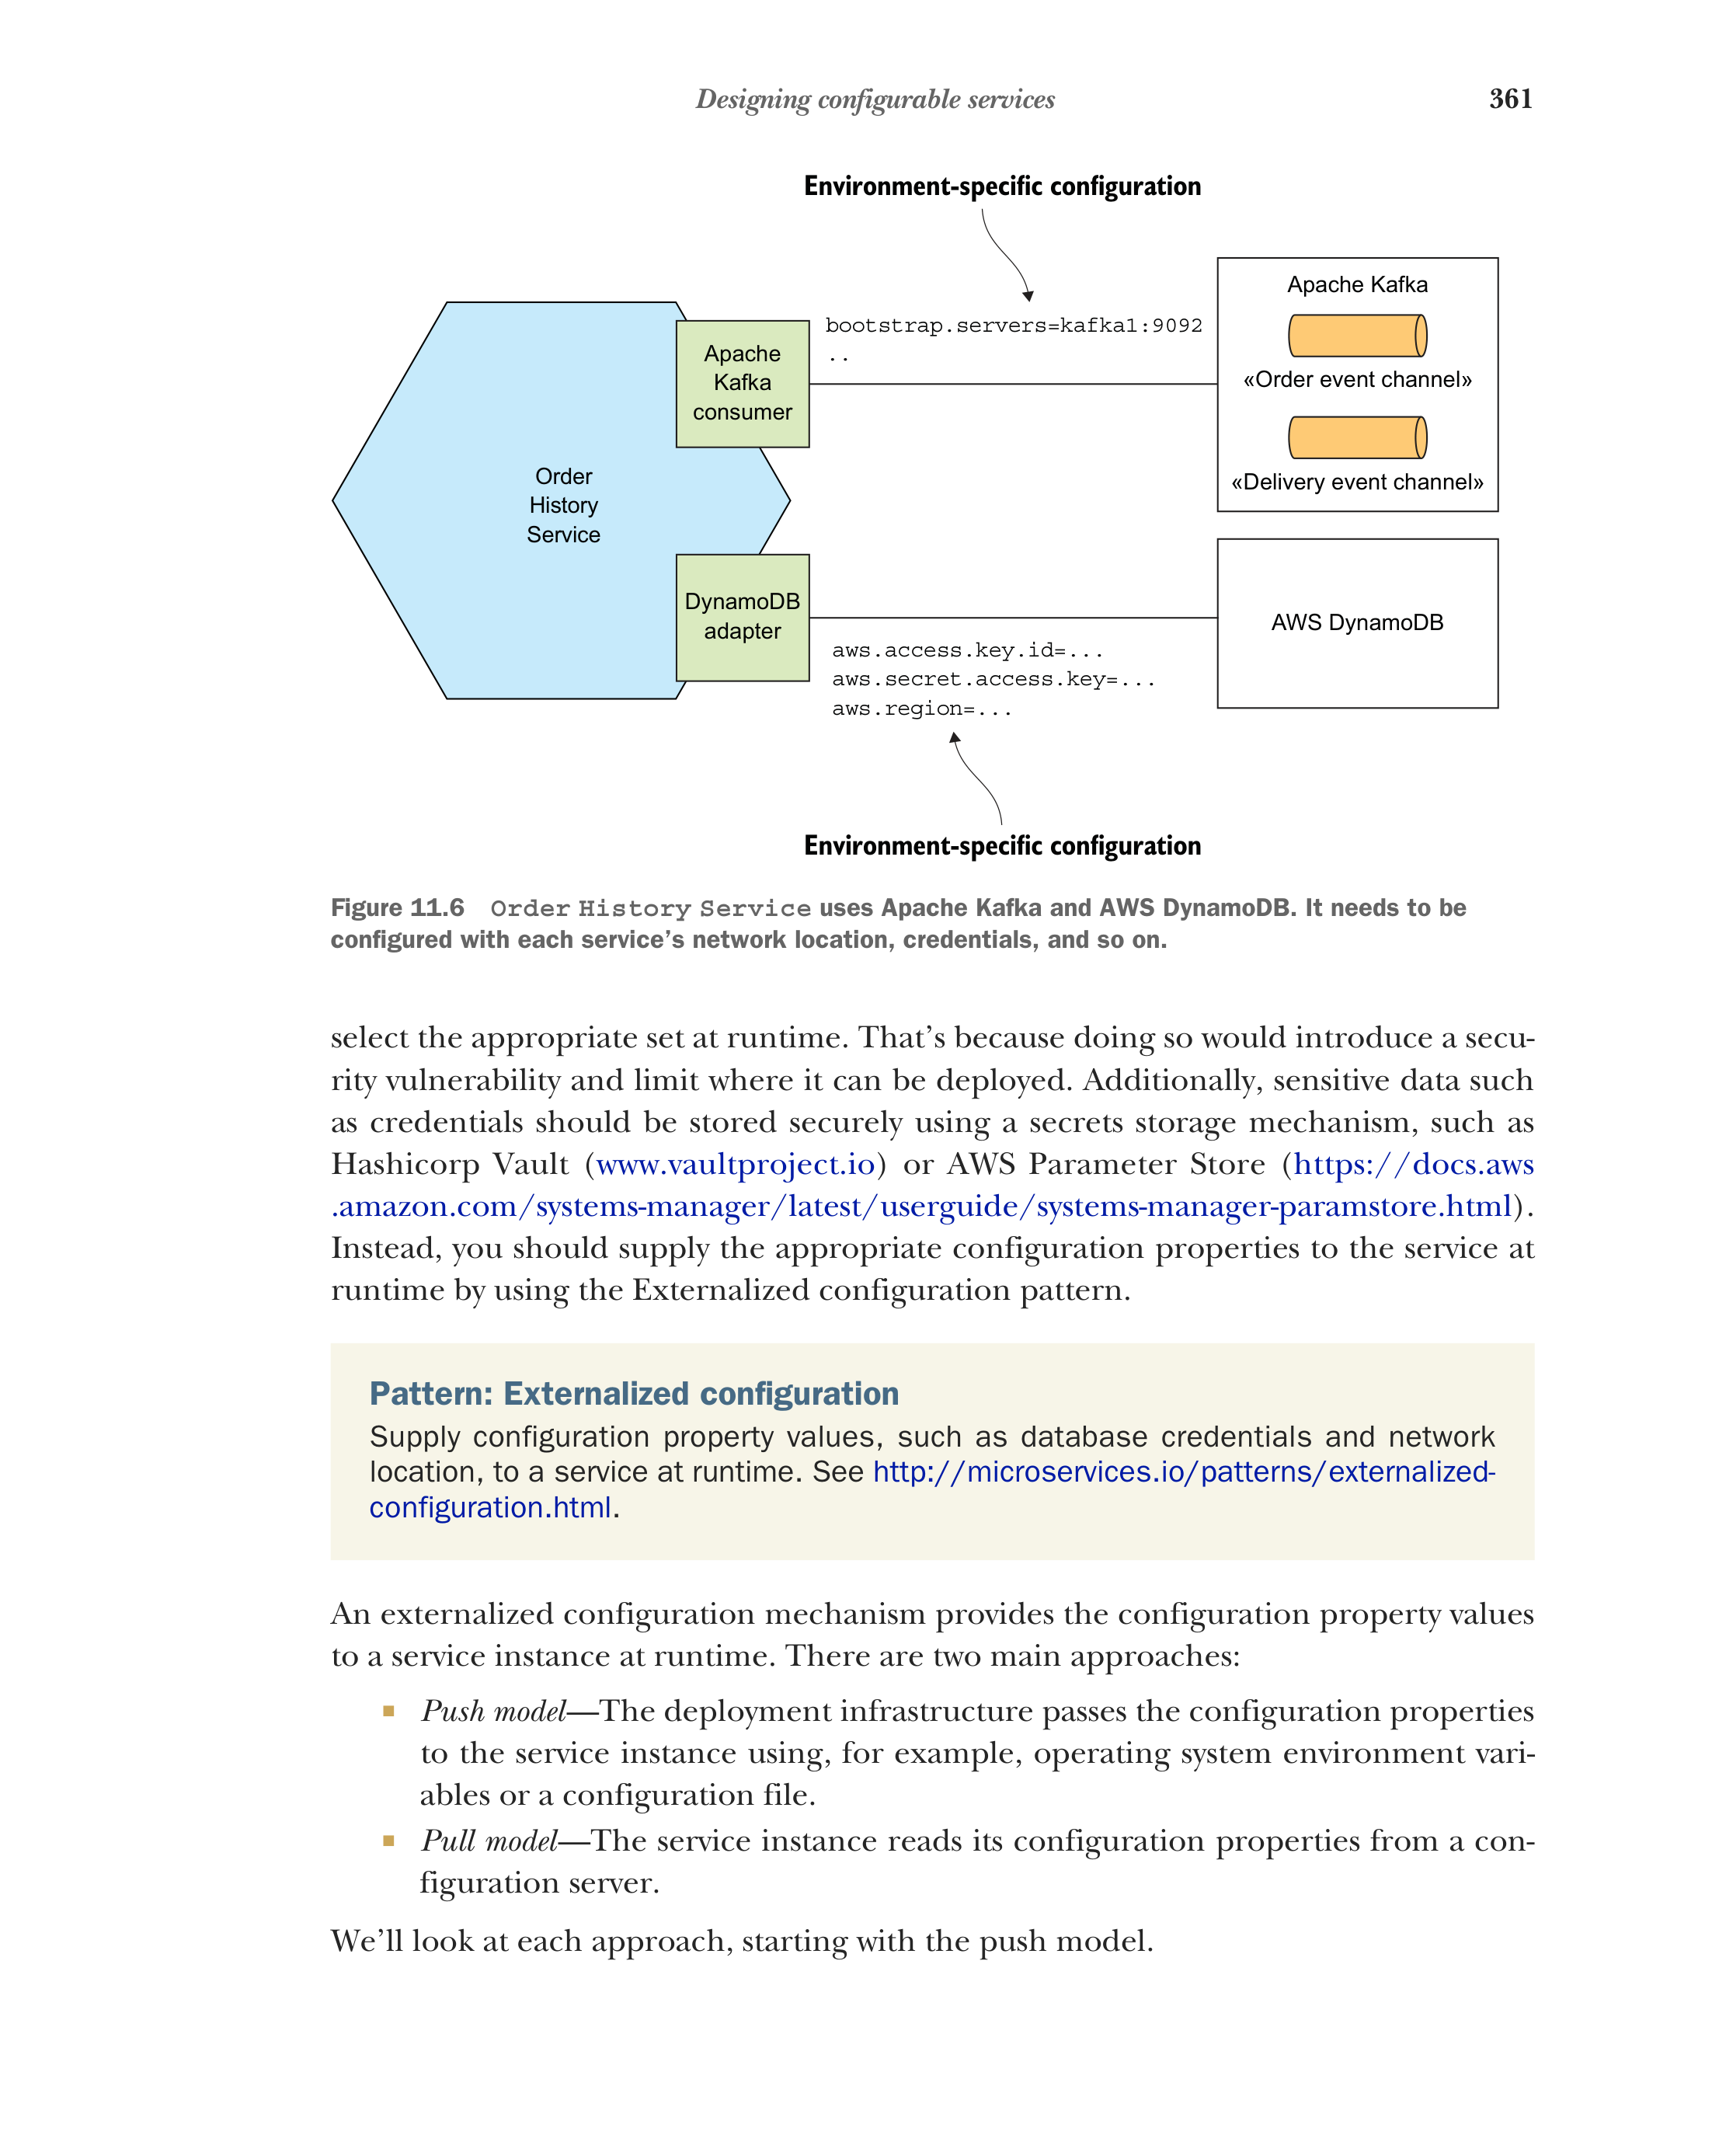 Designing configurable services 361
Environment-specific configuration
bootstrap.servers=kafka1:9092
..
Apache
Kafka
consumer
Apache Kafka
«Order event channel»
«Delivery event channel»
Order
History
Service
DynamoDB
adapter
AWS DynamoDB
aws.access.key.id=...
aws.secret.access.key=...
aws.region=...
Environment-specific configuration
Figure 11.6 Order History Service uses Apache Kafka and AWS DynamoDB. It needs to be
configured with each service’s network location, credentials, and so on.
select the appropriate set at runtime. That’s because doing so would introduce a secu-
rity vulnerability and limit where it can be deployed. Additionally, sensitive data such
as credentials should be stored securely using a secrets storage mechanism, such as
Hashicorp Vault (www.vaultproject.io) or AWS Parameter Store (https://docs.aws
.amazon.com/systems-manager/latest/userguide/systems-manager-paramstore.html).
Instead, you should supply the appropriate configuration properties to the service at
runtime by using the Externalized configuration pattern.
Pattern: Externalized configuration
Supply configuration property values, such as database credentials and network
location, to a service at runtime. See http://microservices.io/patterns/externalized-
configuration.html.
An externalized configuration mechanism provides the configuration property values
to a service instance at runtime. There are two main approaches:
■ Push model—The deployment infrastructure passes the configuration properties
to the service instance using, for example, operating system environment vari-
ables or a configuration file.
■ Pull model—The service instance reads its configuration properties from a con-
figuration server.
We’ll look at each approach, starting with the push model.